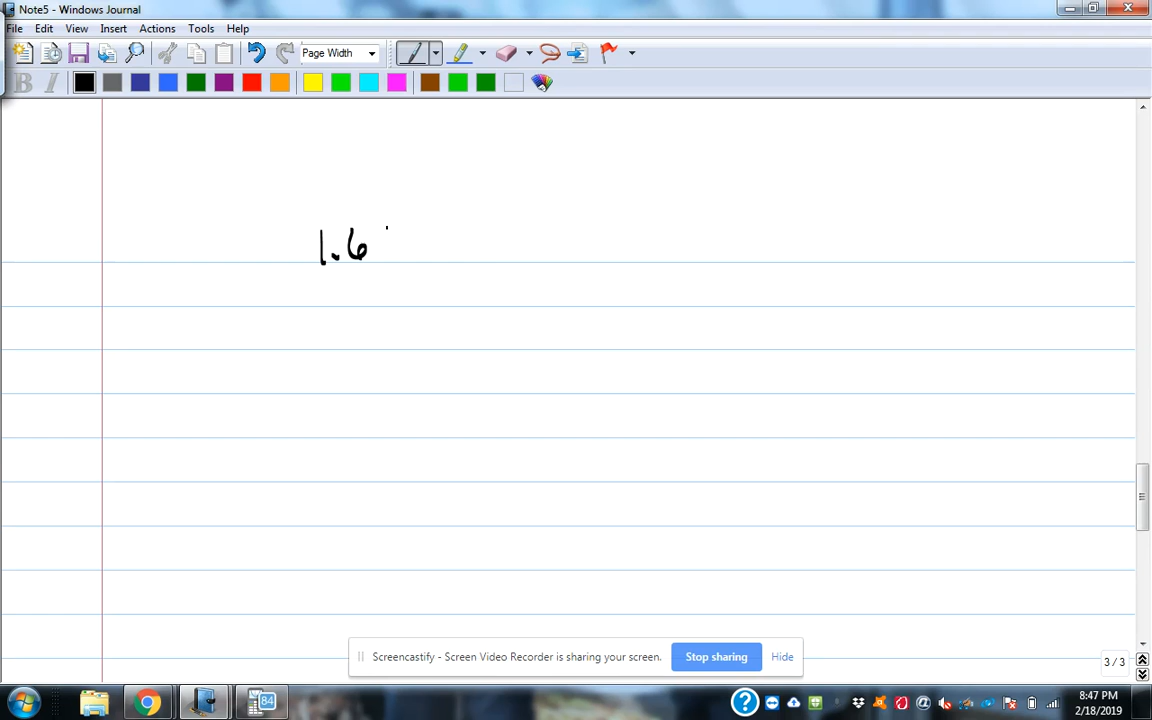 Note5 - Windows Journal
File Edit View Insert Actions Tools Help
Page Width
B I
1.6
3 / 3
Screencastify - Screen Video Recorder is sharing your screen. Stop sharing Hide
84
8:47 PM
2/18/2019